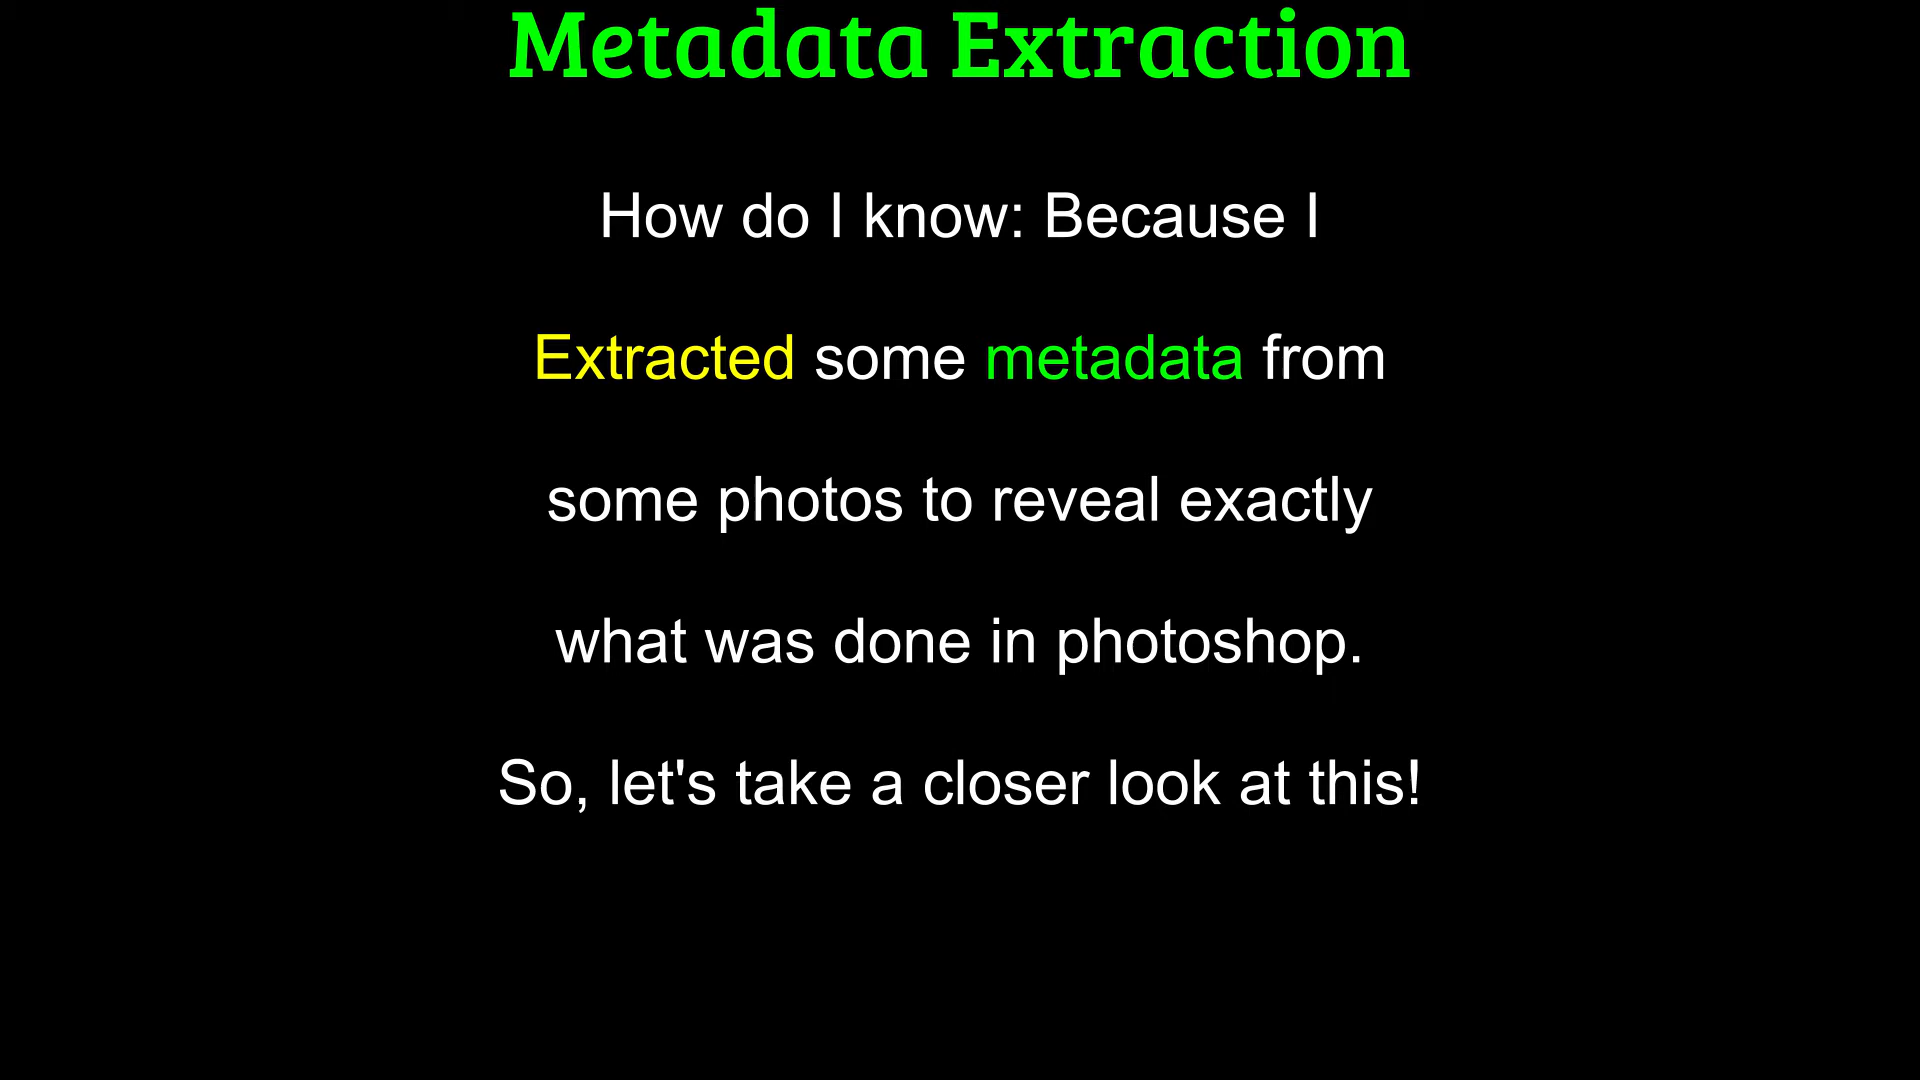 Metadata Extraction
How do I know: Because I
Extracted some metadata from
some photos to reveal exactly
what was done in photoshop.
So, let's take a closer look at this!